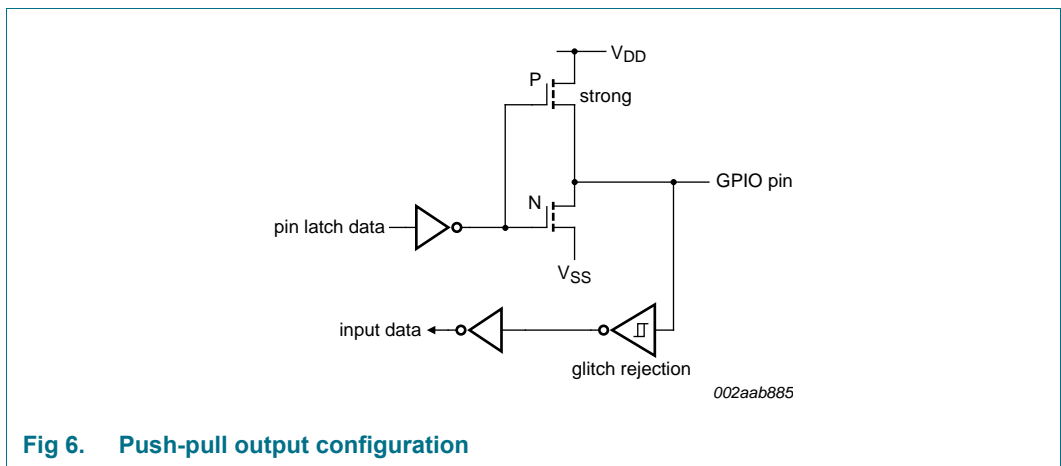 VDD
P
strong
GPIO pin
N
pin latch data
VSS
input data
glitch rejection
002aab885
Fig 6. Push-pull output configuration